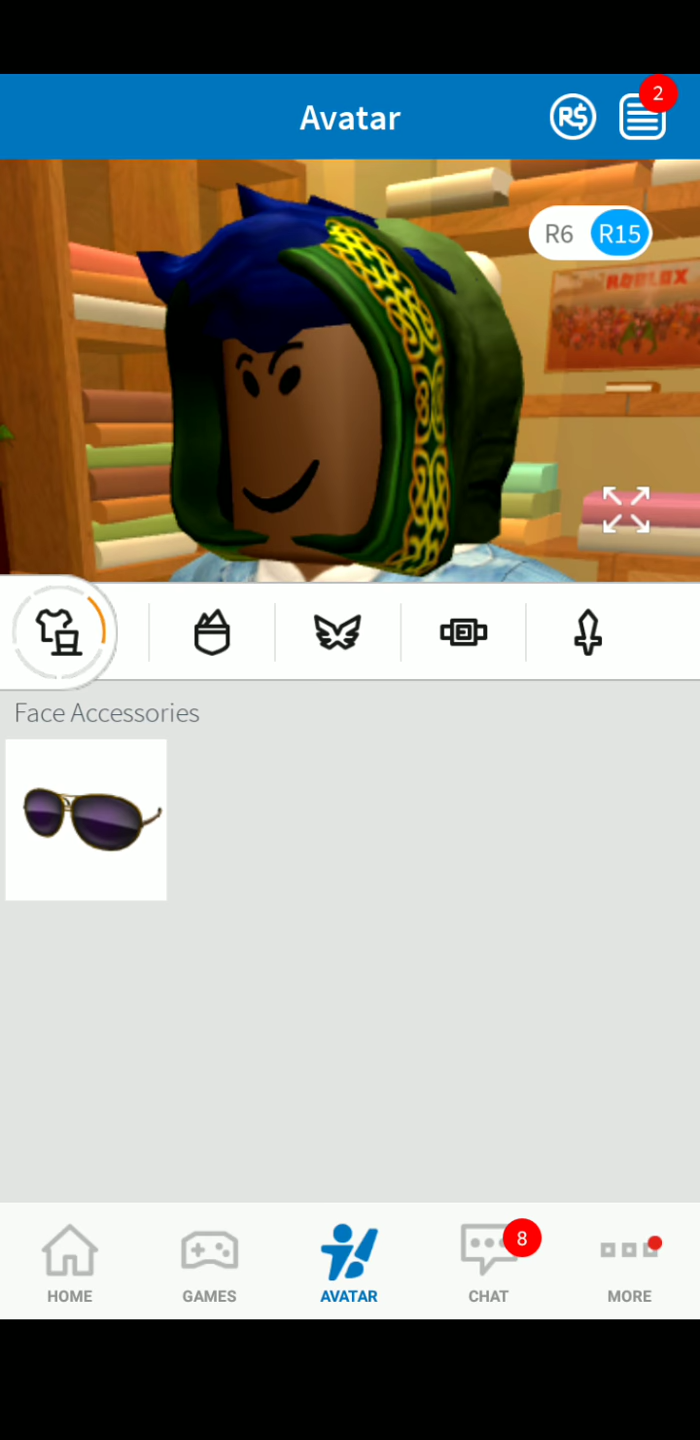 Avatar
R$
2
R6
R15
ROBLOX
Face Accessories
8
HOME
GAMES
AVATAR
CHAT
MORE